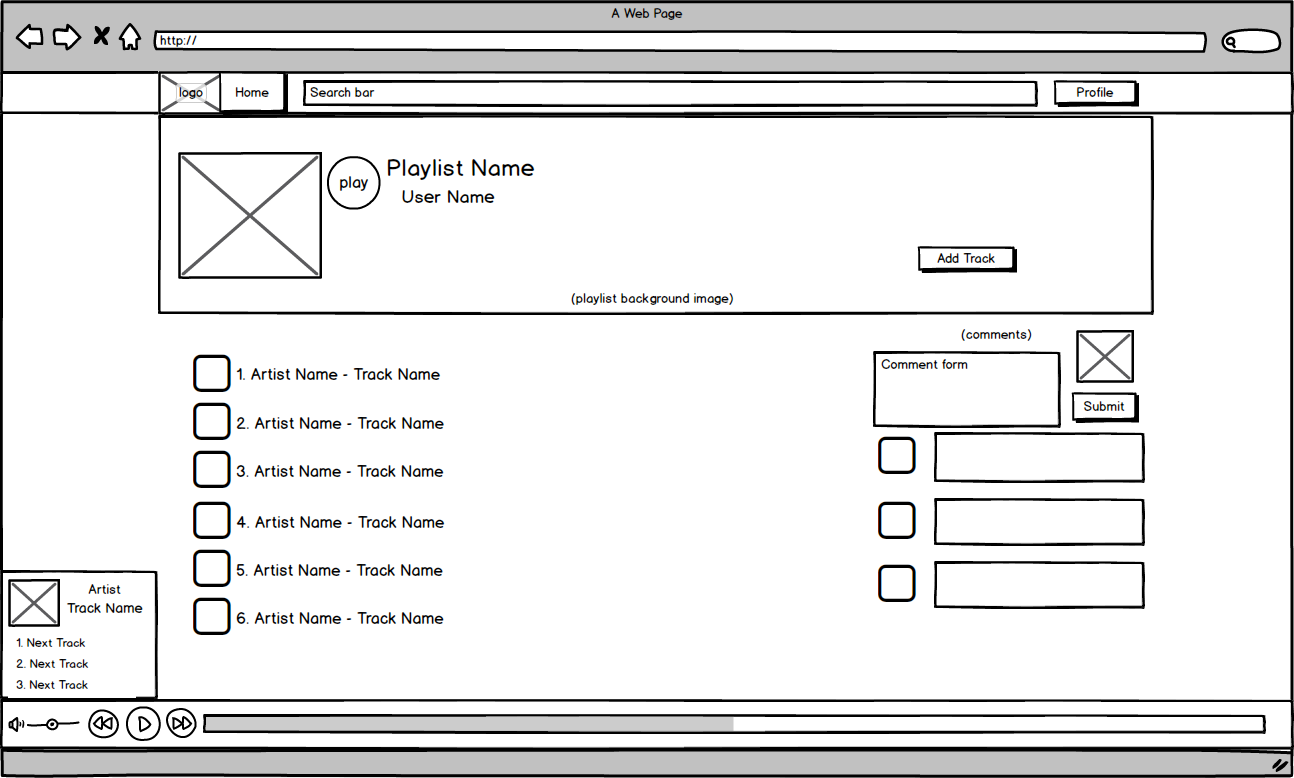 A Web Page
http://
logo
Home
Search bar
Profile
play
Playlist Name
User Name
Add Track
(playlist background image)
1. Artist Name - Track Name
2. Artist Name - Track Name
3. Artist Name - Track Name
4. Artist Name - Track Name
5. Artist Name - Track Name
6. Artist Name - Track Name
(comments)
Comment form
Submit
Artist
Track Name
1. Next Track
2. Next Track
3. Next Track